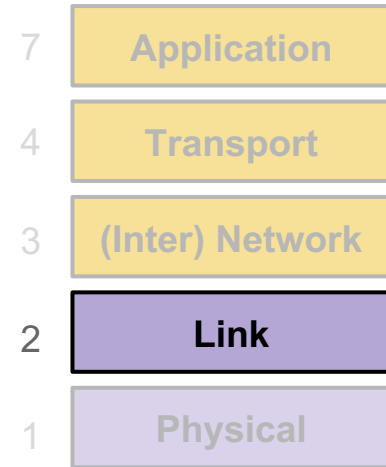 7 Application
4 Transport
3 (Inter) Network
2 Link
1 Physical